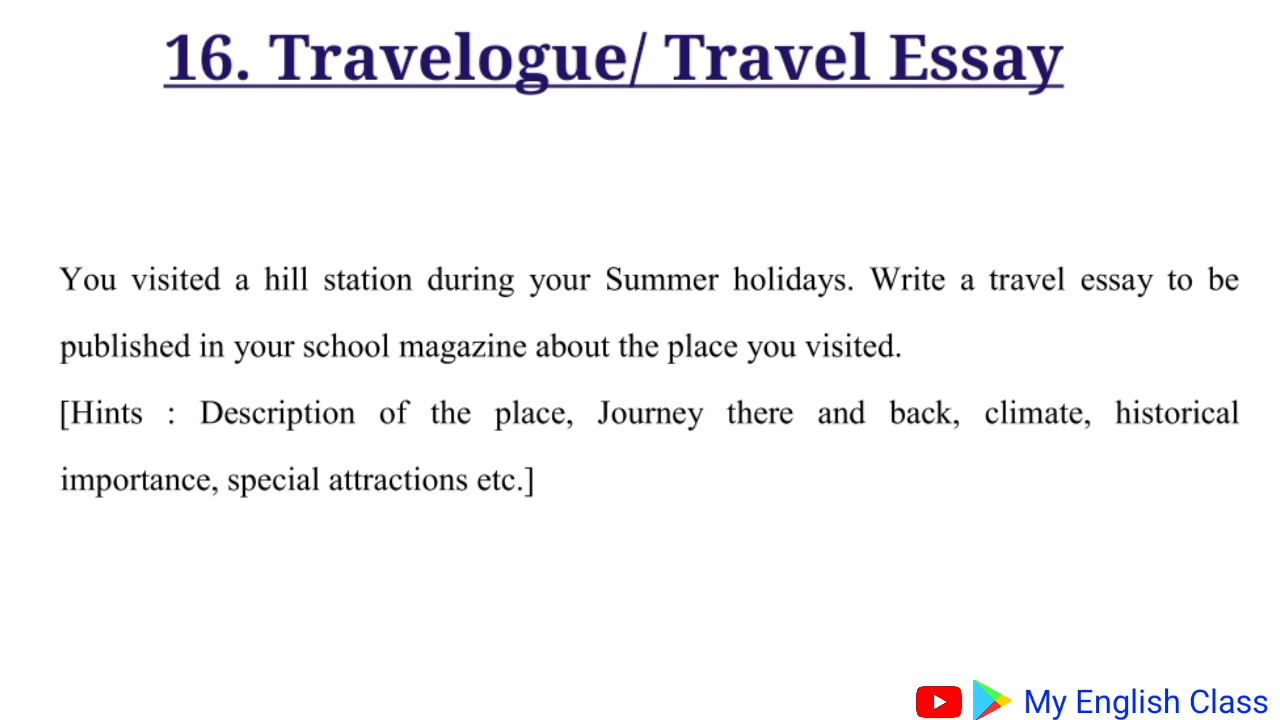 16. Travelogue/ Travel Essay
You visited a hill station during your Summer holidays. Write a travel essay to be
published in your school magazine about the place you visited.
[Hints : Description of the place, Journey there and back, climate, historical
importance, special attractions etc.]
My English Class